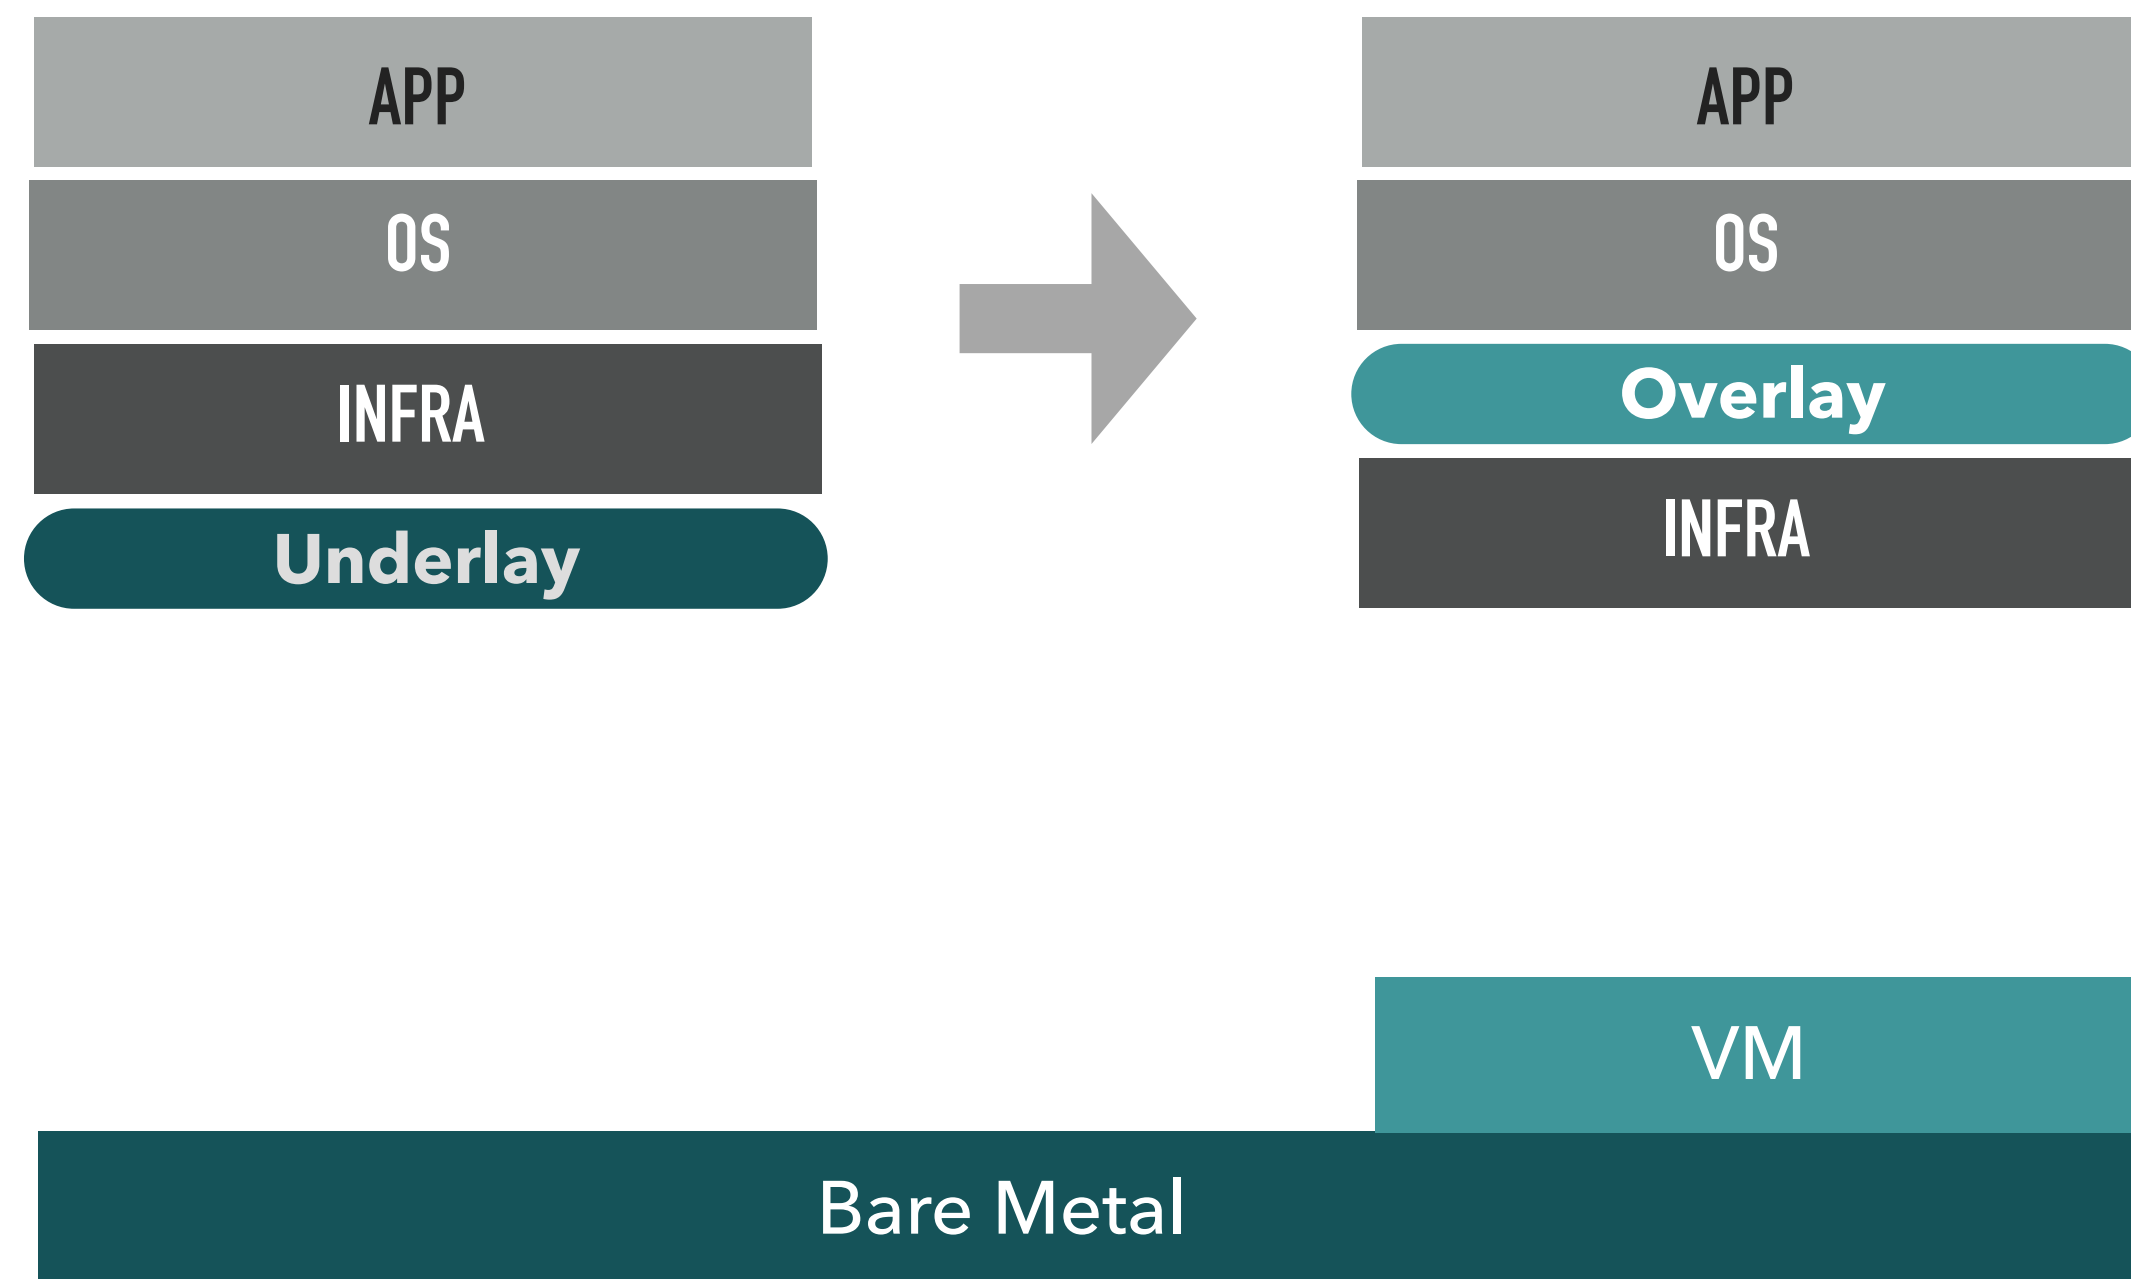 APP
OS
INFRA
Underlay
APP
OS
Overlay
INFRA
VM
Bare Metal